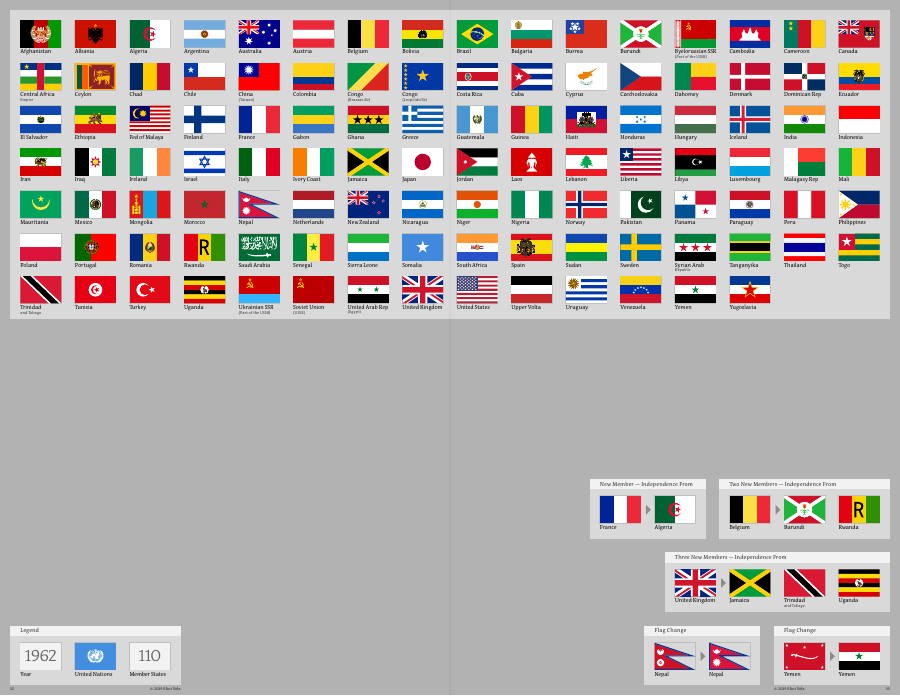 Afghanistan Albania Algeria Argentina Australia Austria Belgium Bolivia Brazil Bulgaria Burma Burundi Byelorussian SSR Cambodia Cameroon Canada
(Part of the USSR)
Central Africa Ceylon Chad Chile China Colombia Congo Congo Costa Rica Cuba Cyprus Czechoslovakia Dahomey Denmark Dominican Rep Ecuador
Empire (Taiwan) (Brazzaville) (Leopoldville)
El Salvador Ethiopia Fed of Malaya Finland France Gabon Ghana Greece Guatemala Guinea Haiti Honduras Hungary Iceland India Indonesia
Iran Iraq Ireland Israel Italy Ivory Coast Jamaica Japan Jordan Laos Lebanon Liberia Libya Luxembourg Malagasy Rep Mali
Mauritania Mexico Mongolia Morocco Nepal Netherlands New Zealand Nicaragua Niger Nigeria Norway Pakistan Panama Paraguay Peru Philippines
Poland Portugal Romania Rwanda Saudi Arabia Senegal Sierra Leone Somalia South Africa Spain Sudan Sweden Syrian Arab Tanganyika Thailand Togo
Republic
Trinidad Tunisia Turkey Uganda Ukrainian SSR Soviet Union United Arab Rep United Kingdom United States Upper Volta Uruguay Venezuela Yemen Yugoslavia
and Tobago (Part of the USSR) (USSR) (Egypt)
New Member — Independence From
France Algeria
Two New Members — Independence From
Belgium Burundi Rwanda
Three New Members — Independence From
United Kingdom Jamaica Trinidad Uganda
and Tobago
Legend
1962 110
Year United Nations Member States
Flag Change
Nepal Nepal
Flag Change
Yemen Yemen